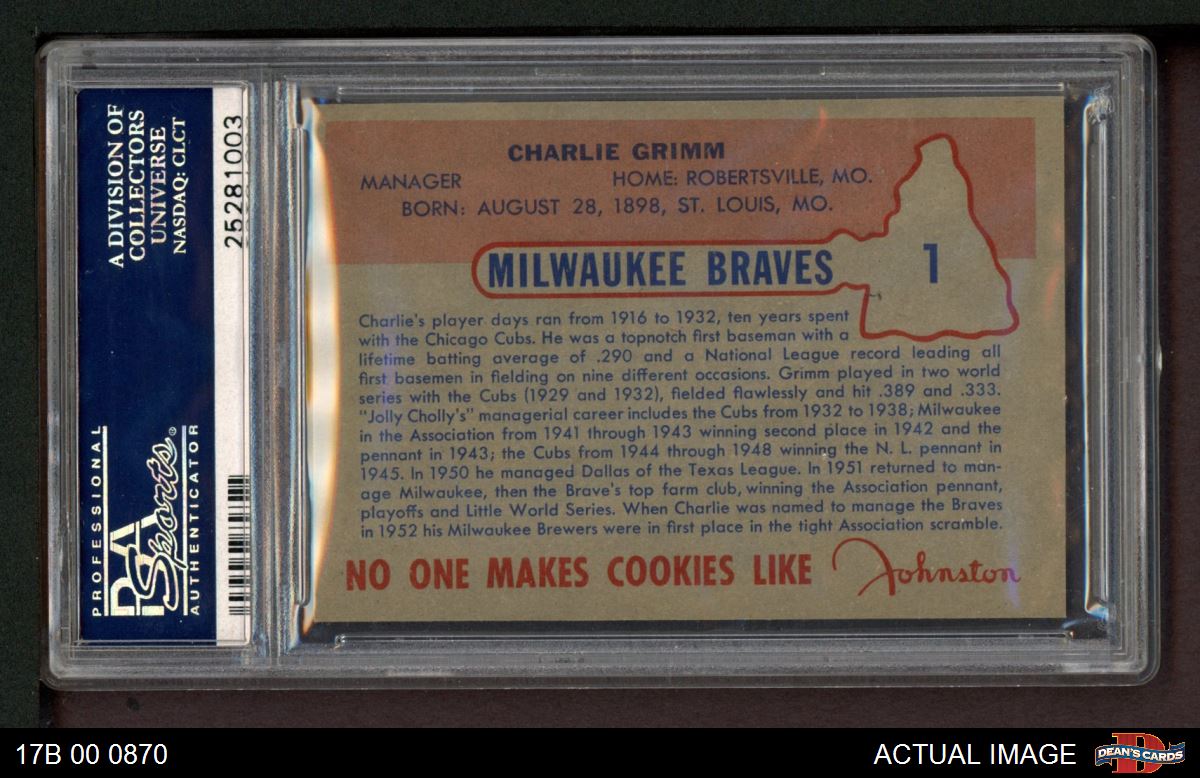 A DIVISION OF
COLLECTORS
UNIVERSE
NASDAQ: CLCT
25281003
PROFESSIONAL
PSA
Sports®
AUTHENTICATOR
CHARLIE GRIMM
MANAGER HOME: ROBERTSVILLE, MO.
BORN: AUGUST 28, 1898, ST. LOUIS, MO.
MILWAUKEE BRAVES 1
Charlie's player days ran from 1916 to 1932, ten years spent
with the Chicago Cubs. He was a topnotch first baseman with a
lifetime batting average of .290 and a National League record leading all
first basemen in fielding on nine different occasions. Grimm played in two world
series with the Cubs (1929 and 1932), fielded flawlessly and hit .389 and .333.
"Jolly Cholly's" managerial career includes the Cubs from 1932 to 1938; Milwaukee
in the Association from 1941 through 1943 winning second place in 1942 and the
pennant in 1943; the Cubs from 1944 through 1948 winning the N. L. pennant in
1945. In 1950 he managed Dallas of the Texas League. In 1951 returned to man-
age Milwaukee, then the Brave's top farm club, winning the Association pennant,
playoffs and Little World Series. When Charlie was named to manage the Braves
in 1952 his Milwaukee Brewers were in first place in the tight Association scramble.
NO ONE MAKES COOKIES LIKE Johnston
17B 00 0870
ACTUAL IMAGE
D
DEAN'S CARDS